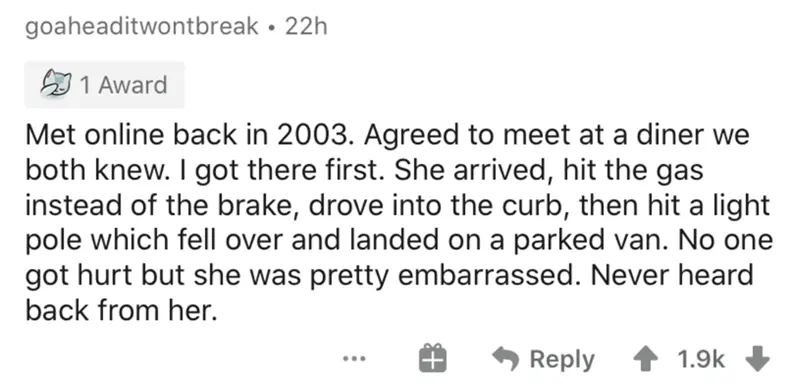 goaheaditwontbreak • 22h
1 Award
Met online back in 2003. Agreed to meet at a diner we
both knew. I got there first. She arrived, hit the gas
instead of the brake, drove into the curb, then hit a light
pole which fell over and landed on a parked van. No one
got hurt but she was pretty embarrassed. Never heard
back from her.
... Reply 1.9k